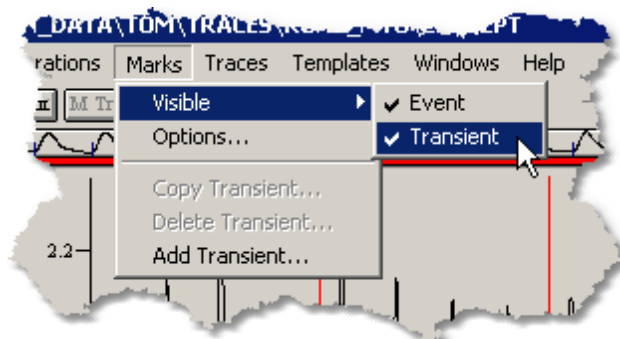 DATA\TOM\TRACES\
rations Marks Traces Templates Windows Help
M Tr
Visible
Event
Options...
Transient
Copy Transient...
Delete Transient...
2.2
Add Transient...